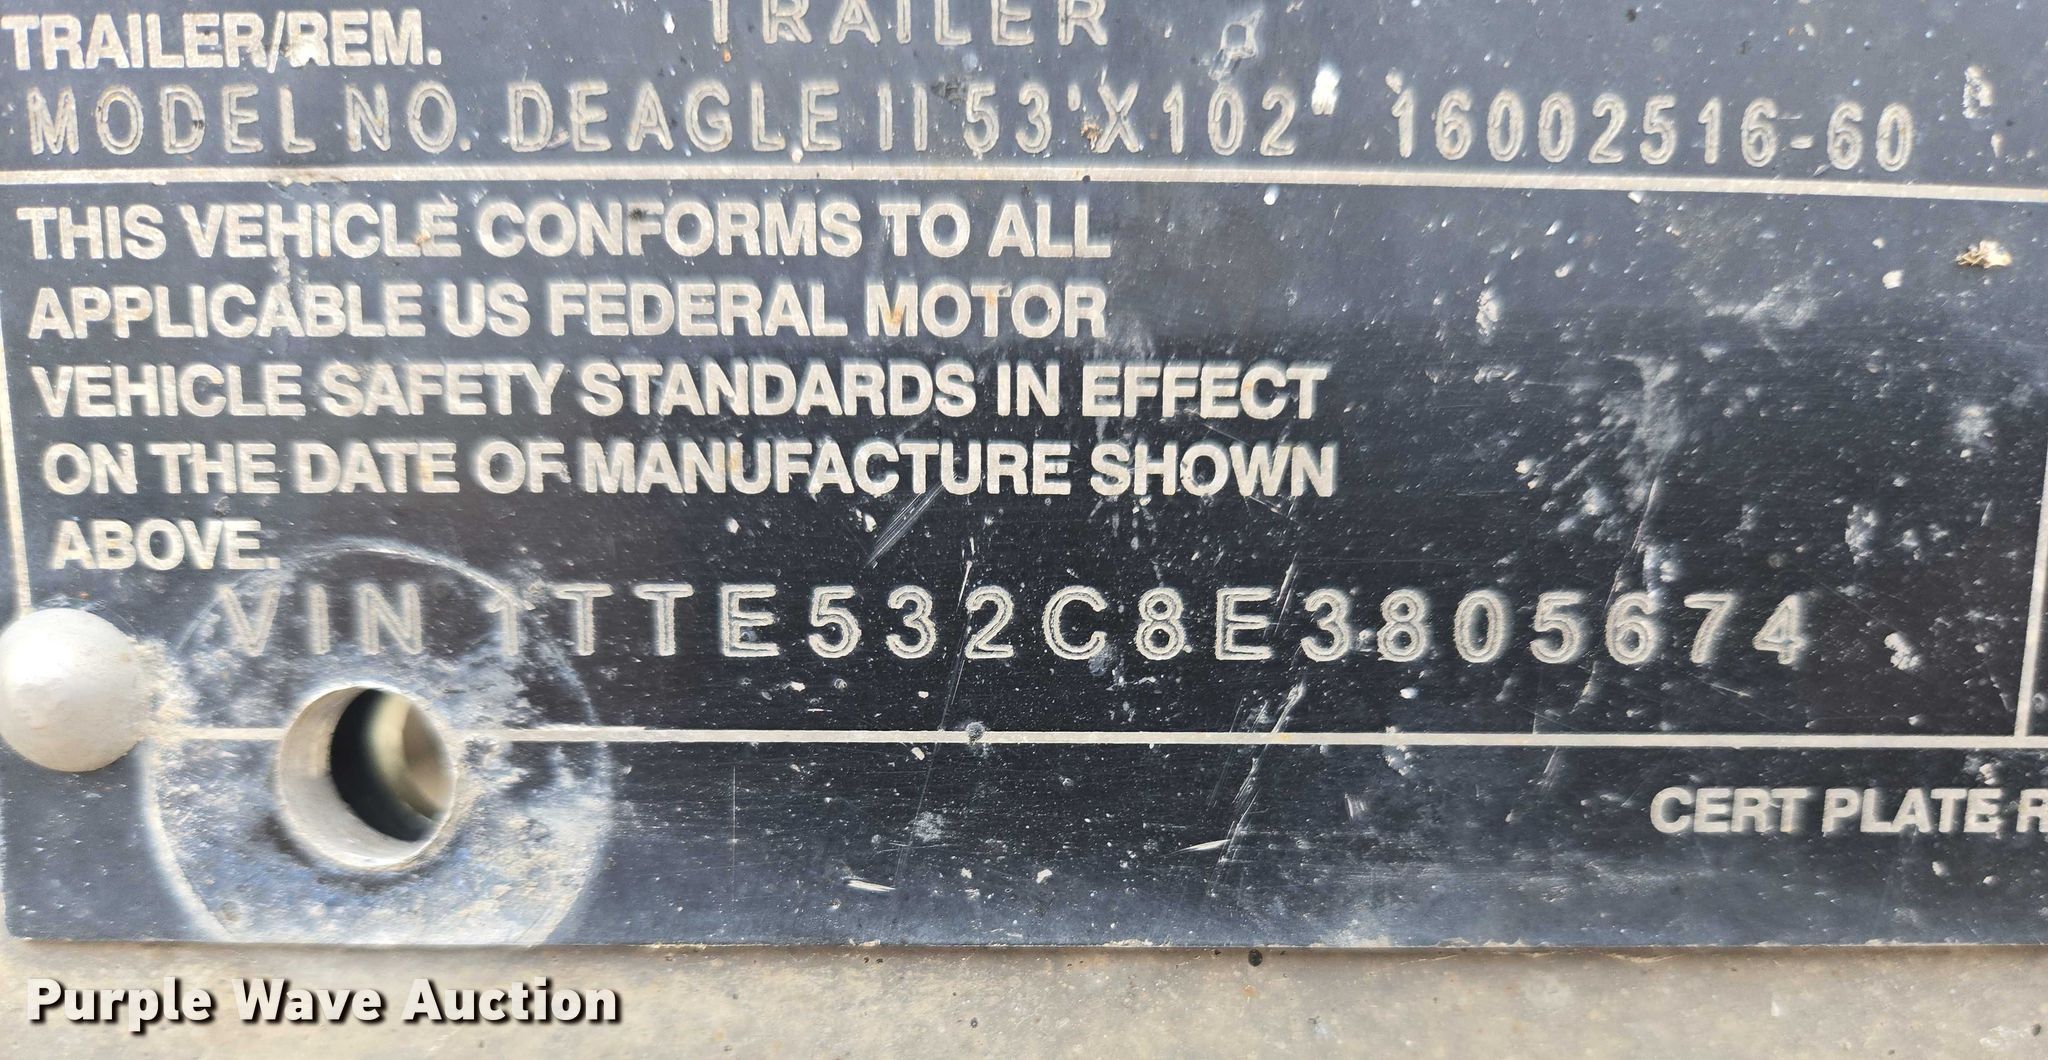 TRAILER
TRAILER/REM.
MODEL NO. DEAGLE II 53'X102" 16002516-60
THIS VEHICLE CONFORMS TO ALL
APPLICABLE US FEDERAL MOTOR
VEHICLE SAFETY STANDARDS IN EFFECT
ON THE DATE OF MANUFACTURE SHOWN
ABOVE.
VIN 1TTE532C8E3805674
CERT PLATE R
Purple Wave Auction